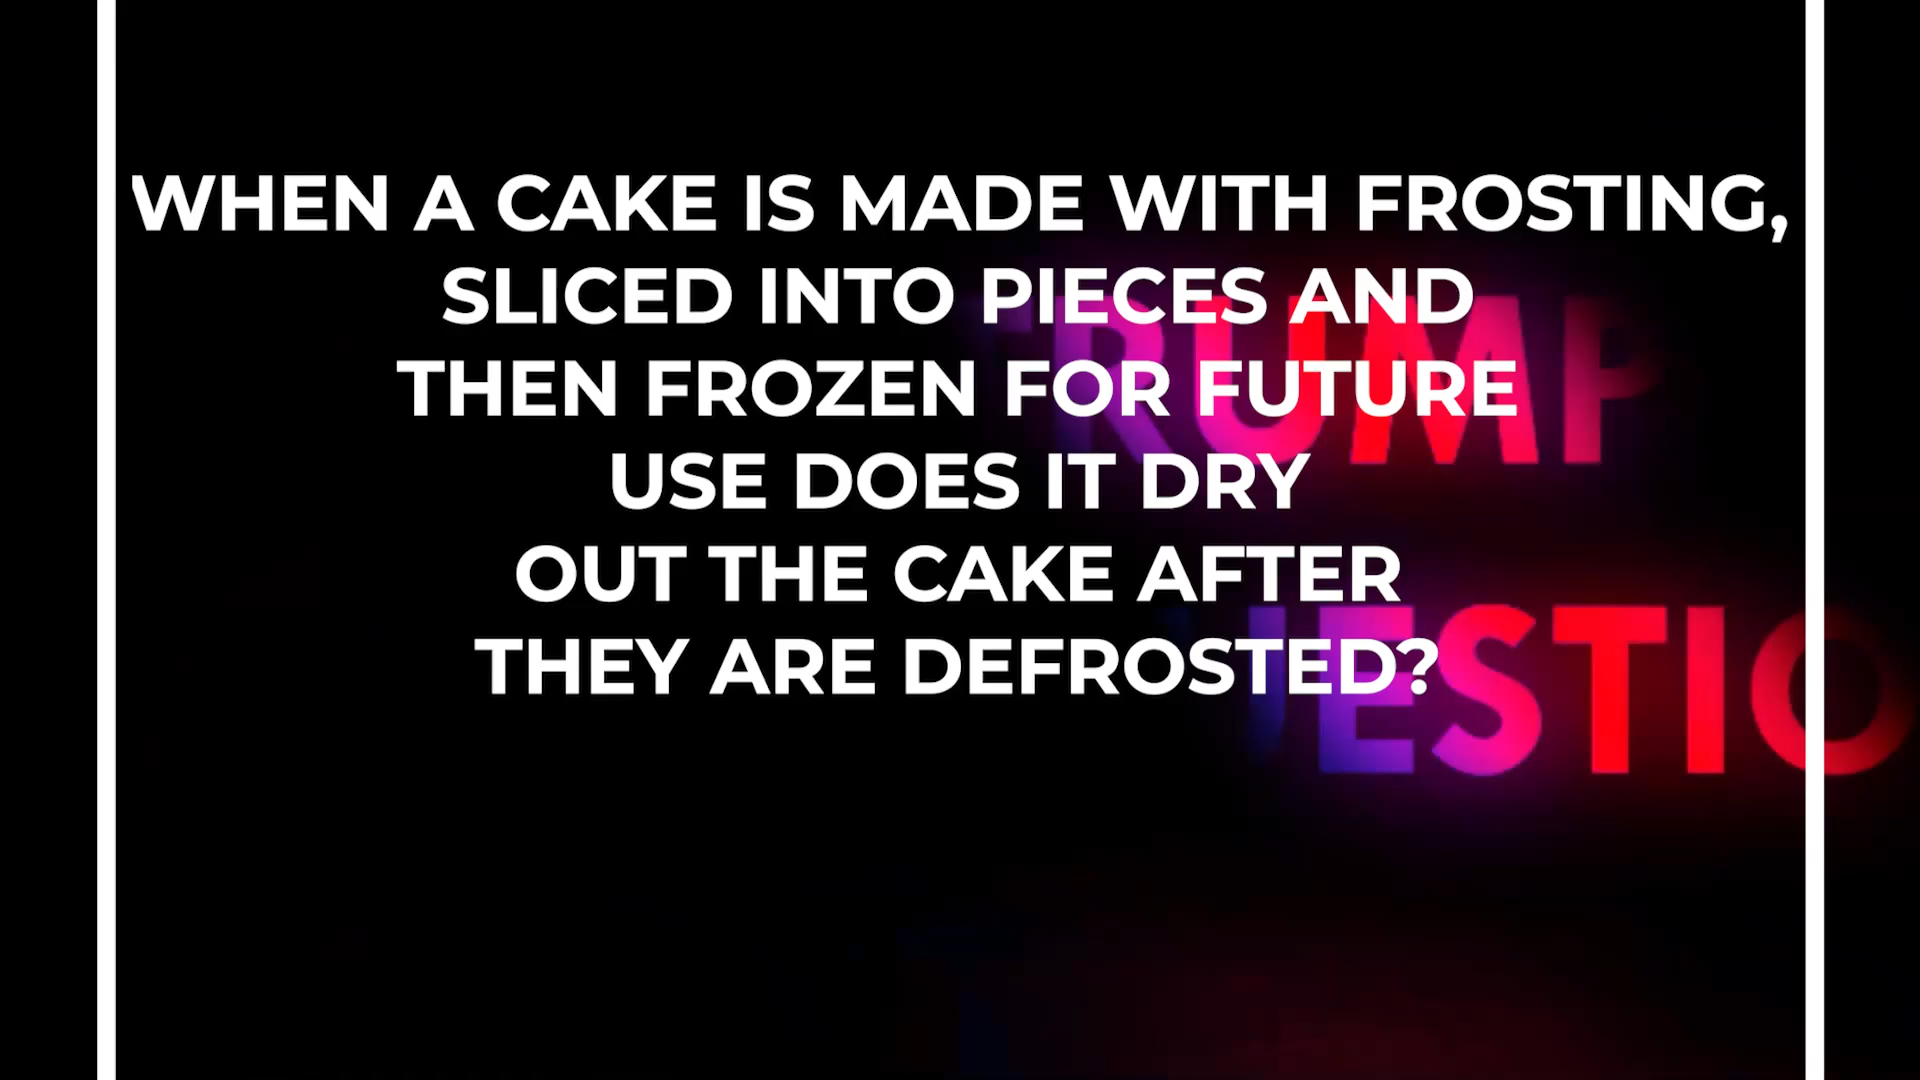 WHEN A CAKE IS MADE WITH FROSTING,
SLICED INTO PIECES AND
THEN FROZEN FOR FUTURE
USE DOES IT DRY
OUT THE CAKE AFTER
THEY ARE DEFROSTED?